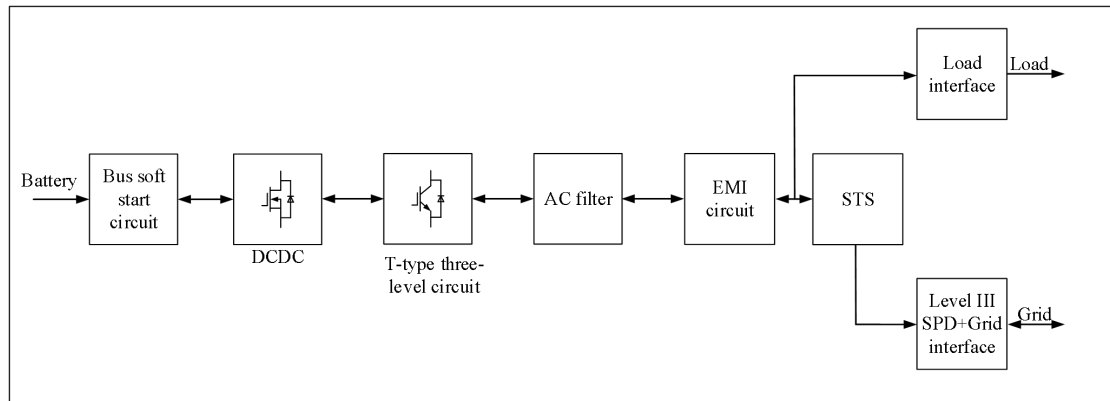 Battery
Bus soft
start
circuit
DCDC
T-type three-
level circuit
AC filter
EMI
circuit
STS
Load
interface
Load
Level III
SPD+Grid
interface
Grid